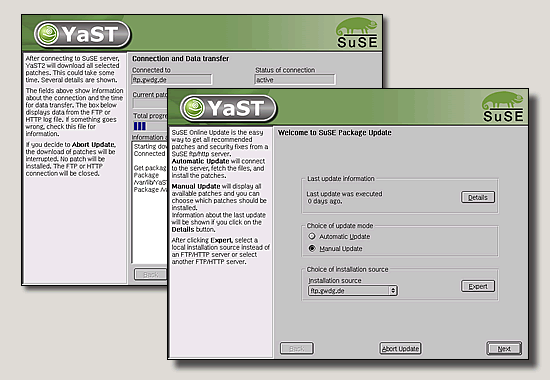 YaST
SuSE
After connecting to SuSE server,
YaST2 will download all selected
patches. This could take some
time. Several details are shown.
The fields above show information
about the connection and the time
for data transfer. The box below
displays data from the FTP or
HTTP log file. If something goes
wrong, check this file for
information.
If you decide to Abort Update,
the download of patches will be
interrupted. No patch will be
installed. The FTP or HTTP
connection will be closed.
Connection and Data transfer
Connected to
Status of connection
ftp.gwdg.de
active
Current patc
Total progre
Information a
Starting dow
Connected
Get packag
Package
/var/lib/YaST
Package /v
Back
YaST
SuSE
SuSE Online Update is the easy
way to get all recommended
patches and security fixes from a
SuSE ftp/http server.
Automatic Update will connect
to the server, fetch the files, and
install the patches.
Manual Update will display all
available patches and you can
choose which patches should be
installed.
Information about the last update
will be shown if you click on the
Details button.
After clicking Expert, select a
local installation source instead of
an FTP/HTTP server or select
another FTP/HTTP server.
Welcome to SuSE Package Update
Last update information
Last update was executed
0 days ago.
Details
Choice of update mode
Automatic Update
Manual Update
Choice of installation source
Installation source
ftp.gwdg.de
Expert
Back
Abort Update
Next